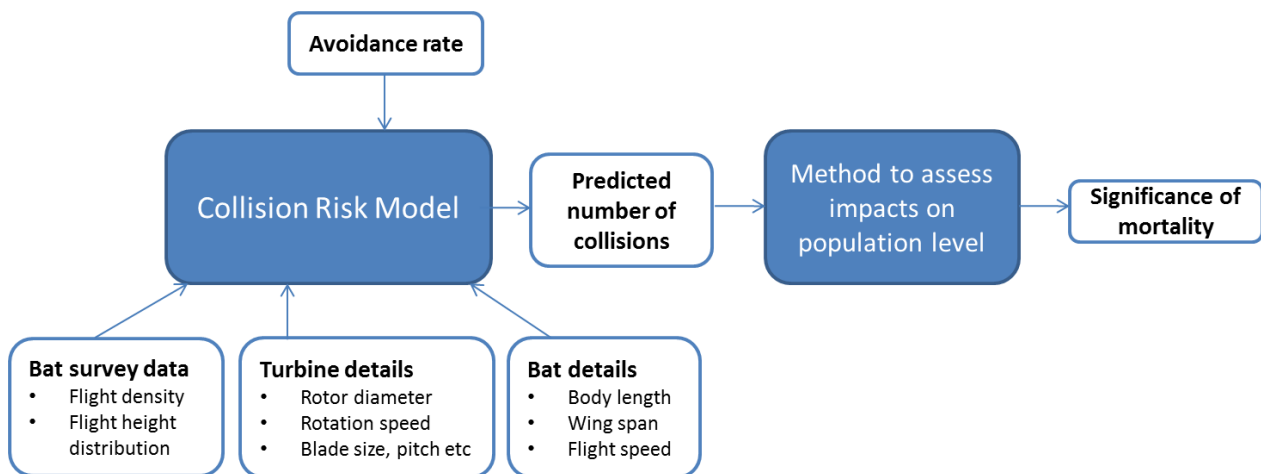 Avoidance rate
Collision Risk Model
Predicted
number of
collisions
Method to assess
impacts on
population level
Significance of
mortality
Bat survey data
• Flight density
• Flight height
distribution
Turbine details
• Rotor diameter
• Rotation speed
• Blade size, pitch etc
Bat details
• Body length
• Wing span
• Flight speed